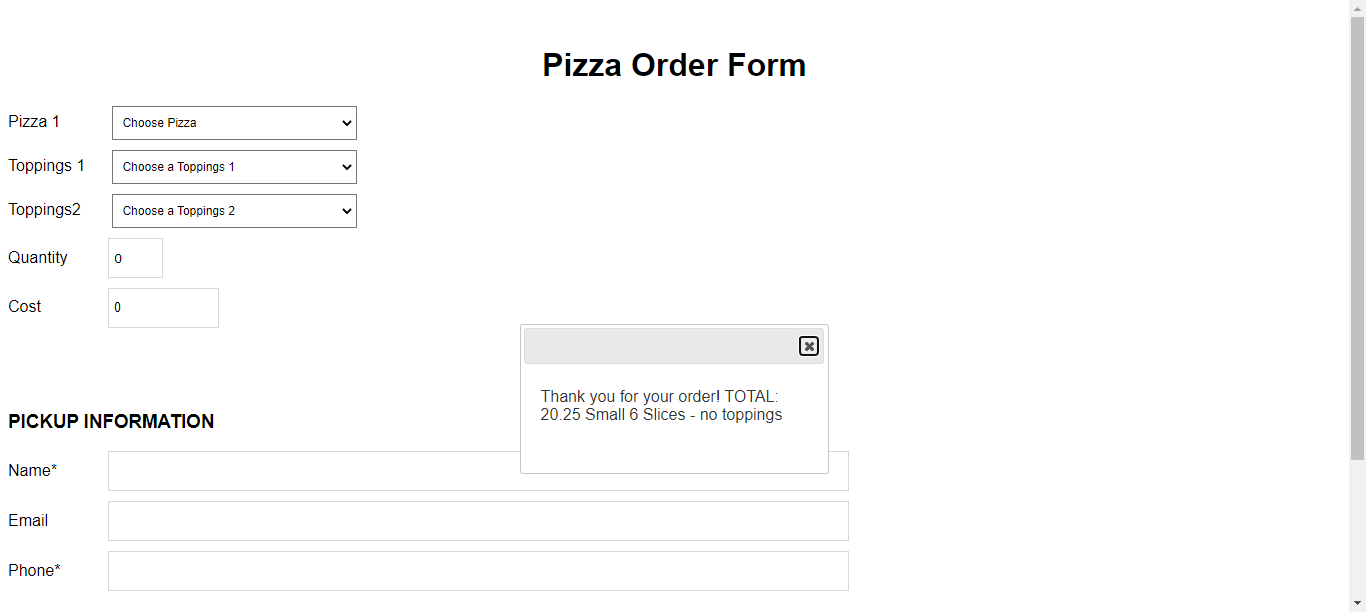 Pizza Order Form
Pizza 1
Choose Pizza
Toppings 1
Choose a Toppings 1
Toppings2
Choose a Toppings 2
Quantity
0
Cost
0
Thank you for your order! TOTAL:
20.25 Small 6 Slices - no toppings
PICKUP INFORMATION
Name*
Email
Phone*